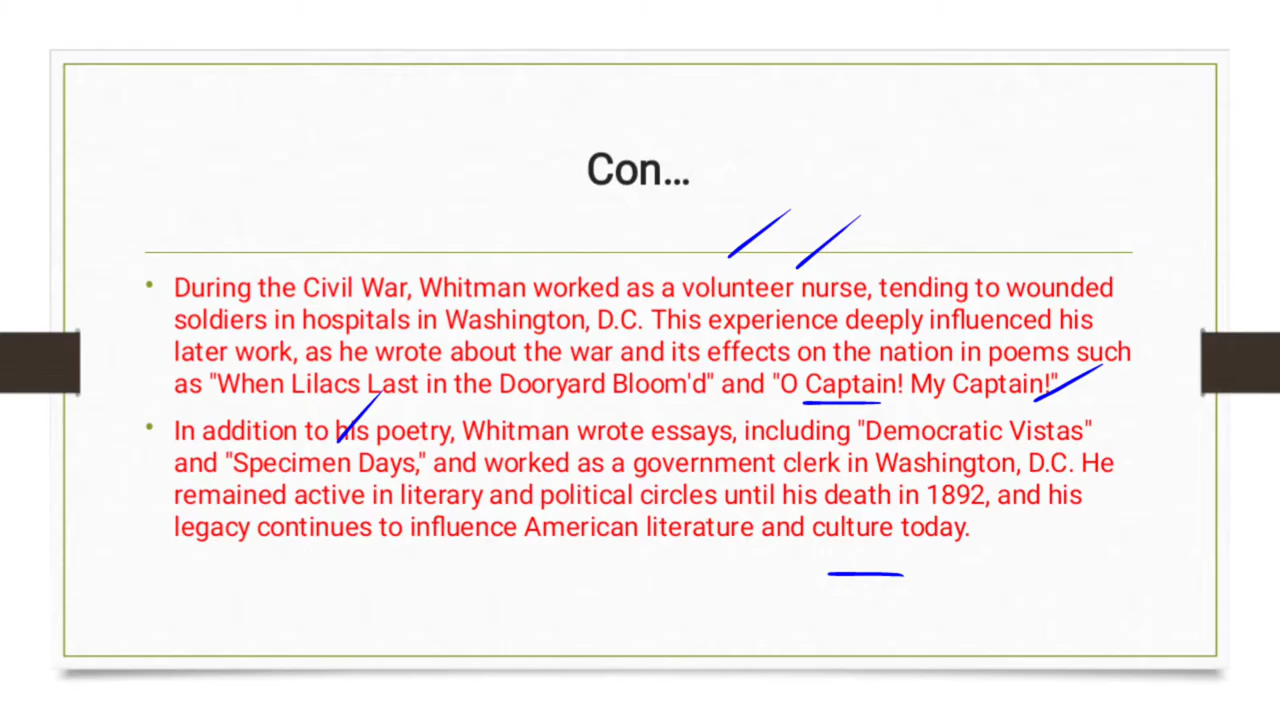 Con...
• During the Civil War, Whitman worked as a volunteer nurse, tending to wounded
soldiers in hospitals in Washington, D.C. This experience deeply influenced his
later work, as he wrote about the war and its effects on the nation in poems such
as "When Lilacs Last in the Dooryard Bloom'd" and "O Captain! My Captain!"
• In addition to his poetry, Whitman wrote essays, including "Democratic Vistas"
and "Specimen Days," and worked as a government clerk in Washington, D.C. He
remained active in literary and political circles until his death in 1892, and his
legacy continues to influence American literature and culture today.